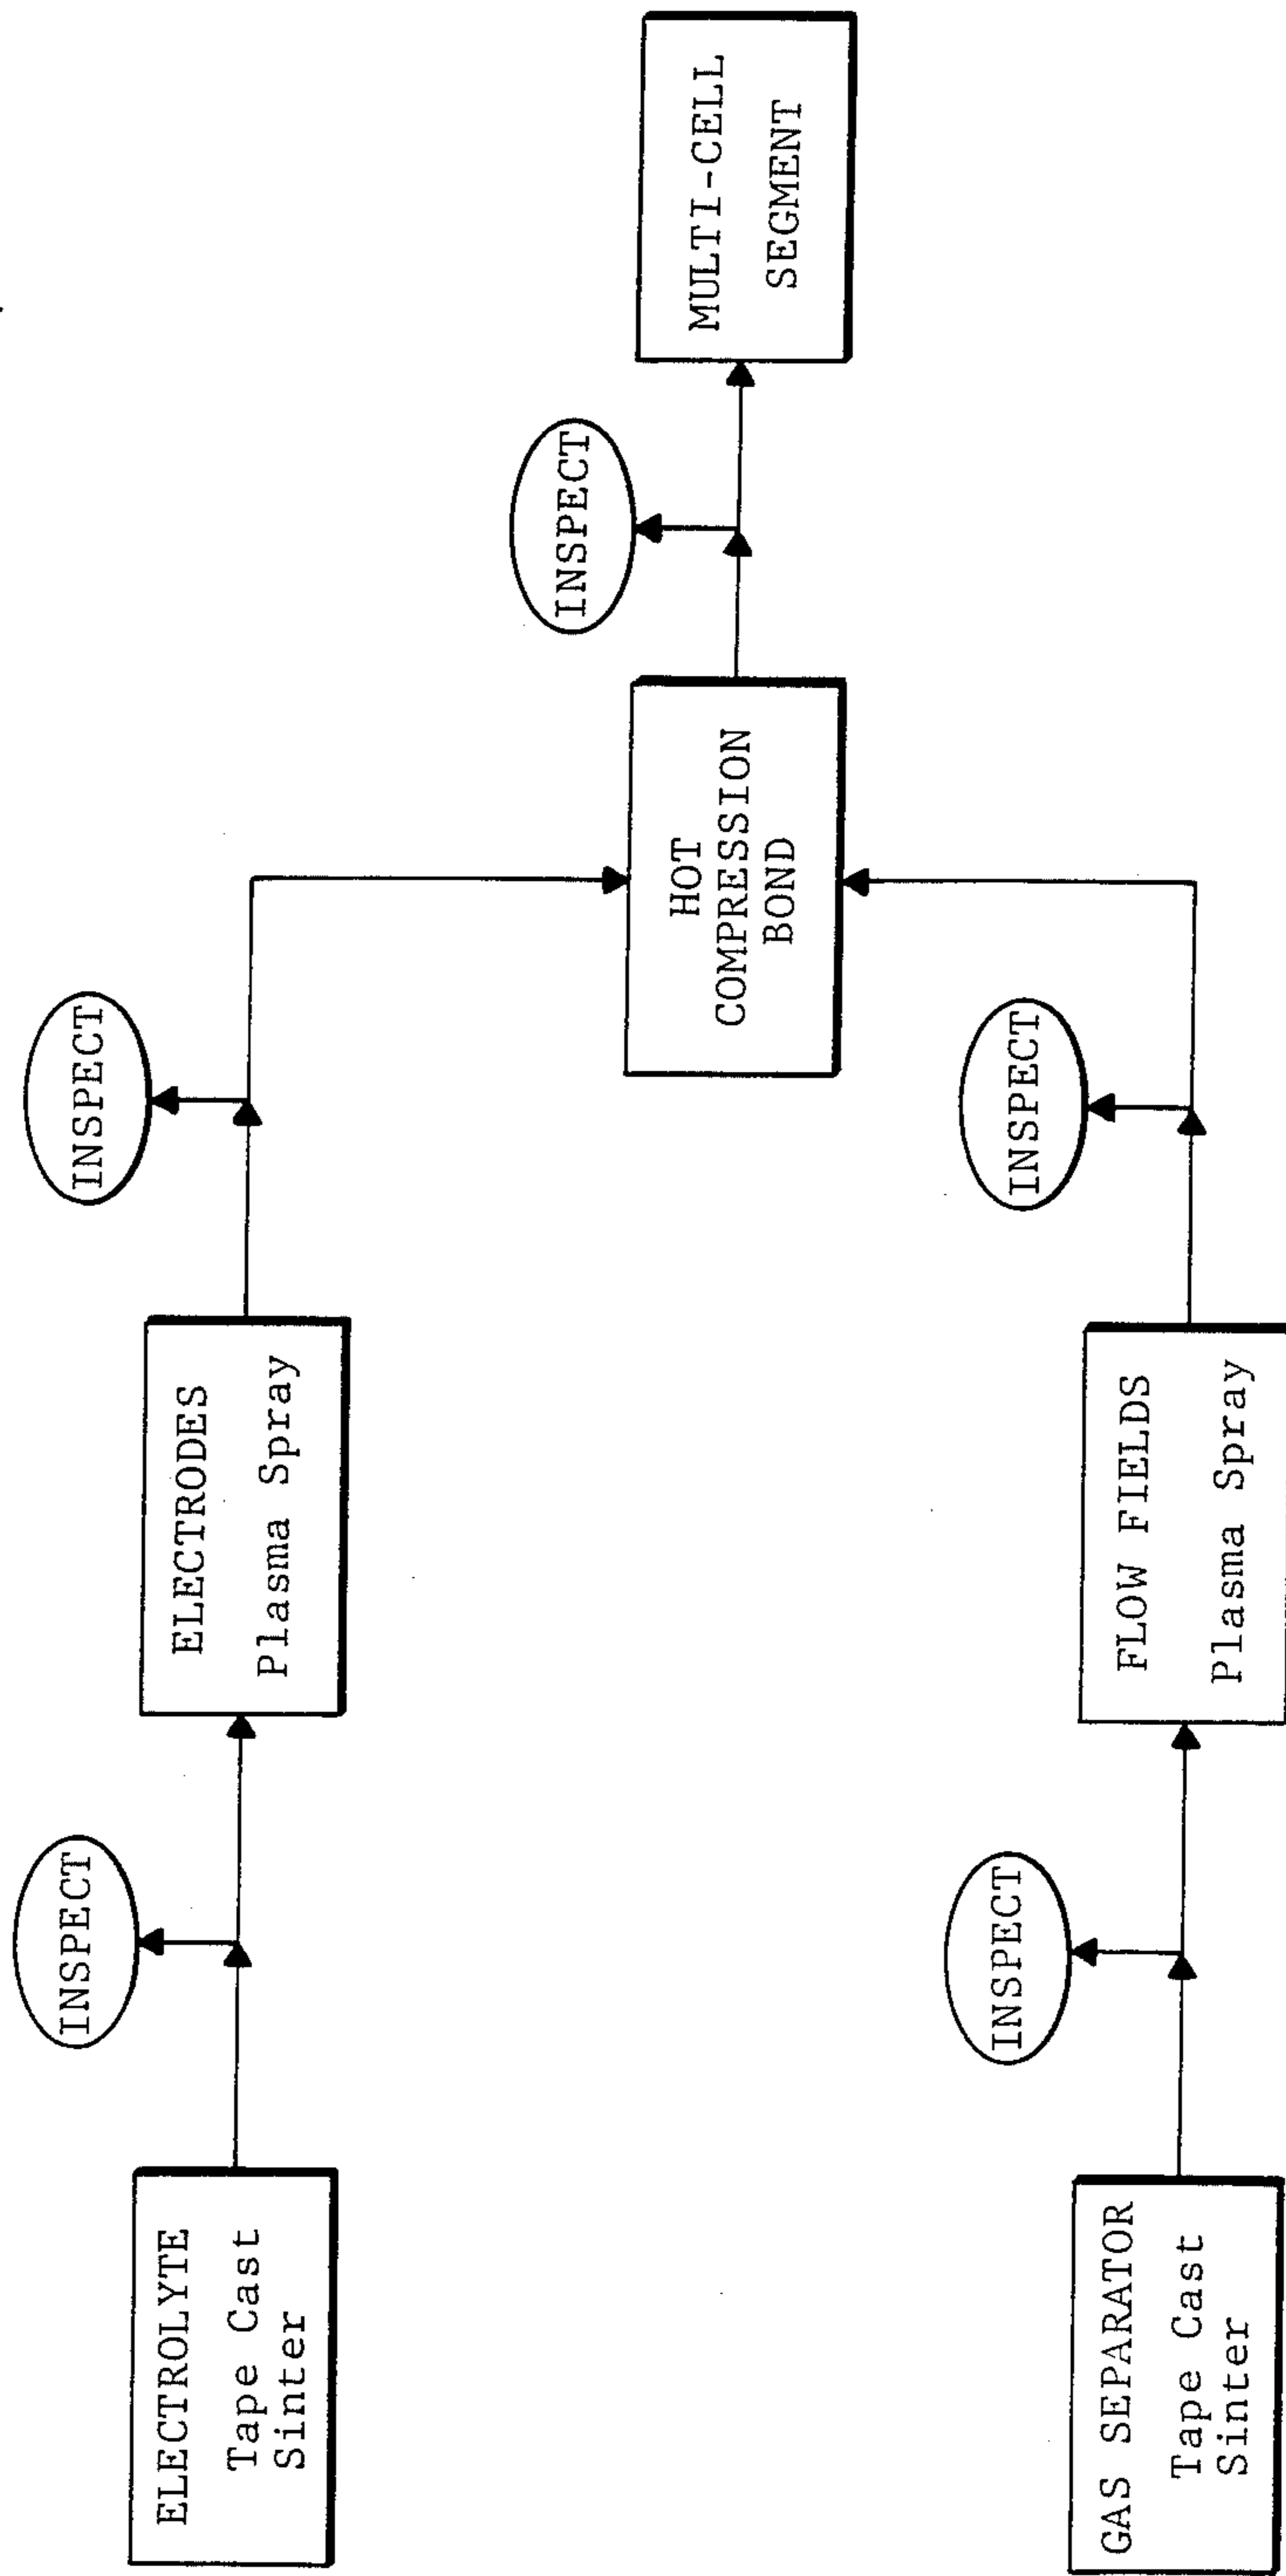 ELECTROLYTE
Tape Cast
Sinter
INSPECT
ELECTRODES
Plasma Spray
INSPECT
GAS SEPARATOR
Tape Cast
Sinter
INSPECT
FLOW FIELDS
Plasma Spray
INSPECT
HOT
COMPRESSION
BOND
INSPECT
MULTI-CELL
SEGMENT